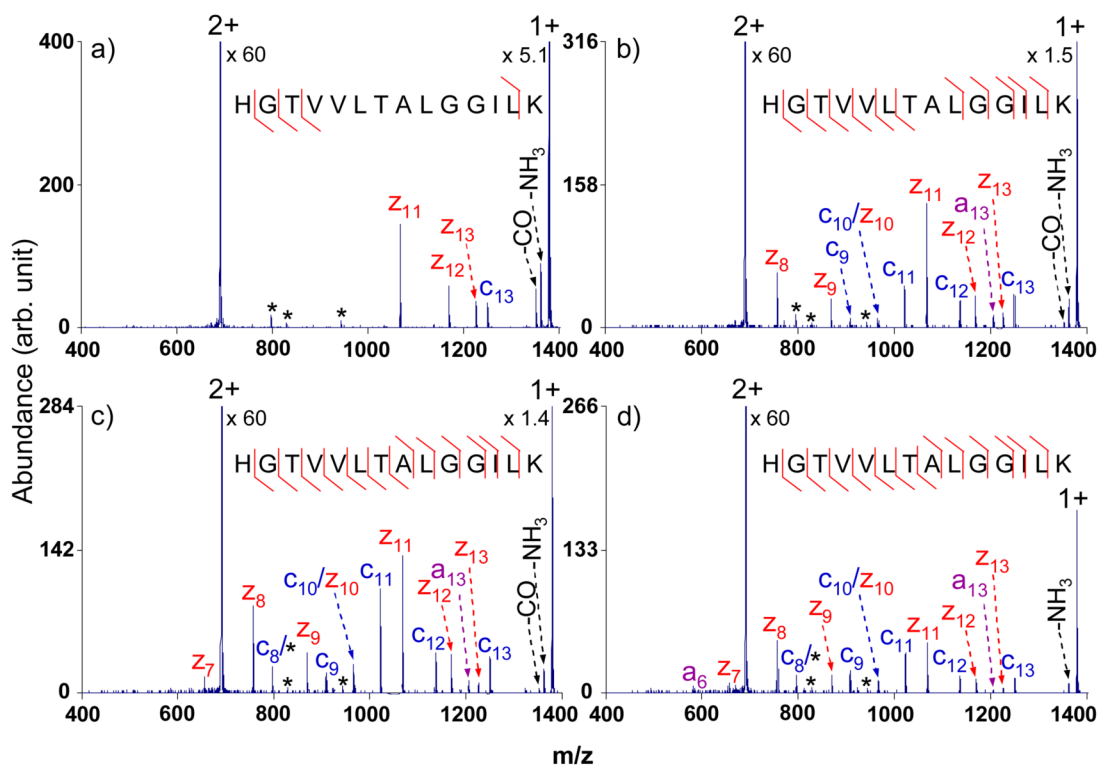 Abundance (arb. unit)
a)
2+
x 60
1+
x 5.1
HGTVVLTALGGILK
400
200
0
z11
z12
z13
c13
CO
NH3
* * *
400 600 800 1000 1200 1400
b)
2+
x 60
1+
x 1.5
HGTVVLTALGGILK
316
158
0
z8
*
*
z9
c9
c10/z10
*
c11
z11
c12
z12
a13
z13
c13
CO
NH3
400 600 800 1000 1200 1400
c)
2+
x 60
1+
x 1.4
HGTVVLTALGGILK
284
142
0
z7
z8
c8/*
*
z9
c9
*
c10/z10
c11
z11
c12
z12
a13
z13
c13
CO
NH3
400 600 800 1000 1200 1400
d)
2+
x 60
1+
HGTVVLTALGGILK
266
133
0
a6
z7
z8
c8/*
*
z9
c9
*
c10/z10
c11
z11
c12
z12
a13
z13
c13
NH3
400 600 800 1000 1200 1400
m/z